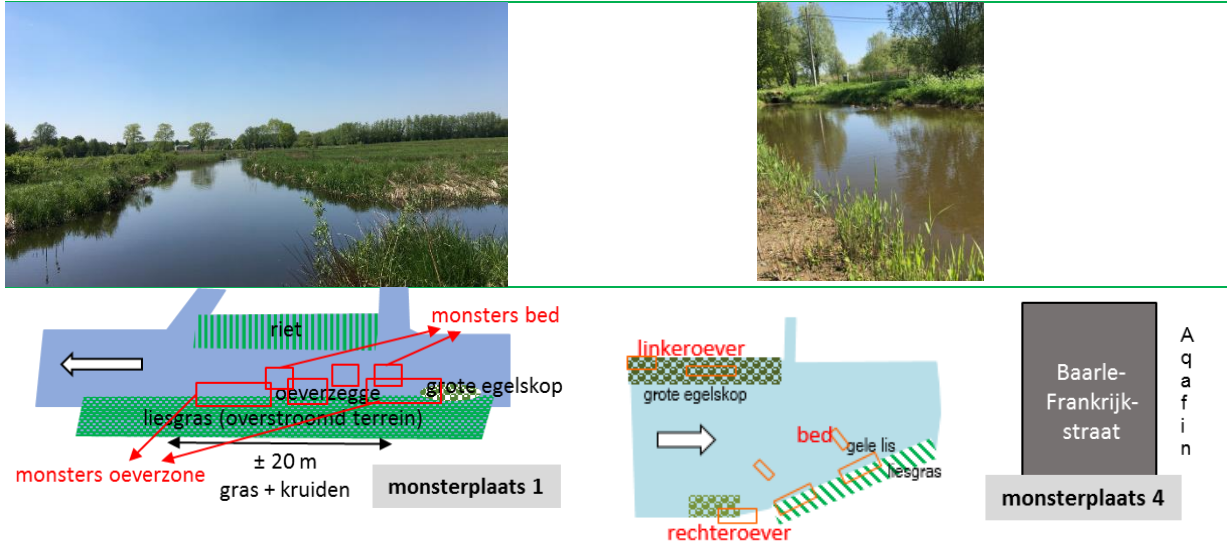 riet
monsters bed
oeverzegge
grote egelskop
liesgras (overstroomd terrein)
monsters oeverzone
± 20 m
gras + kruiden
monsterplaats 1
linkeroever
grote egelskop
bed
gele lis
liesgras
rechteroever
Baarle-
Frankrijk-
straat
Aqafin
monsterplaats 4